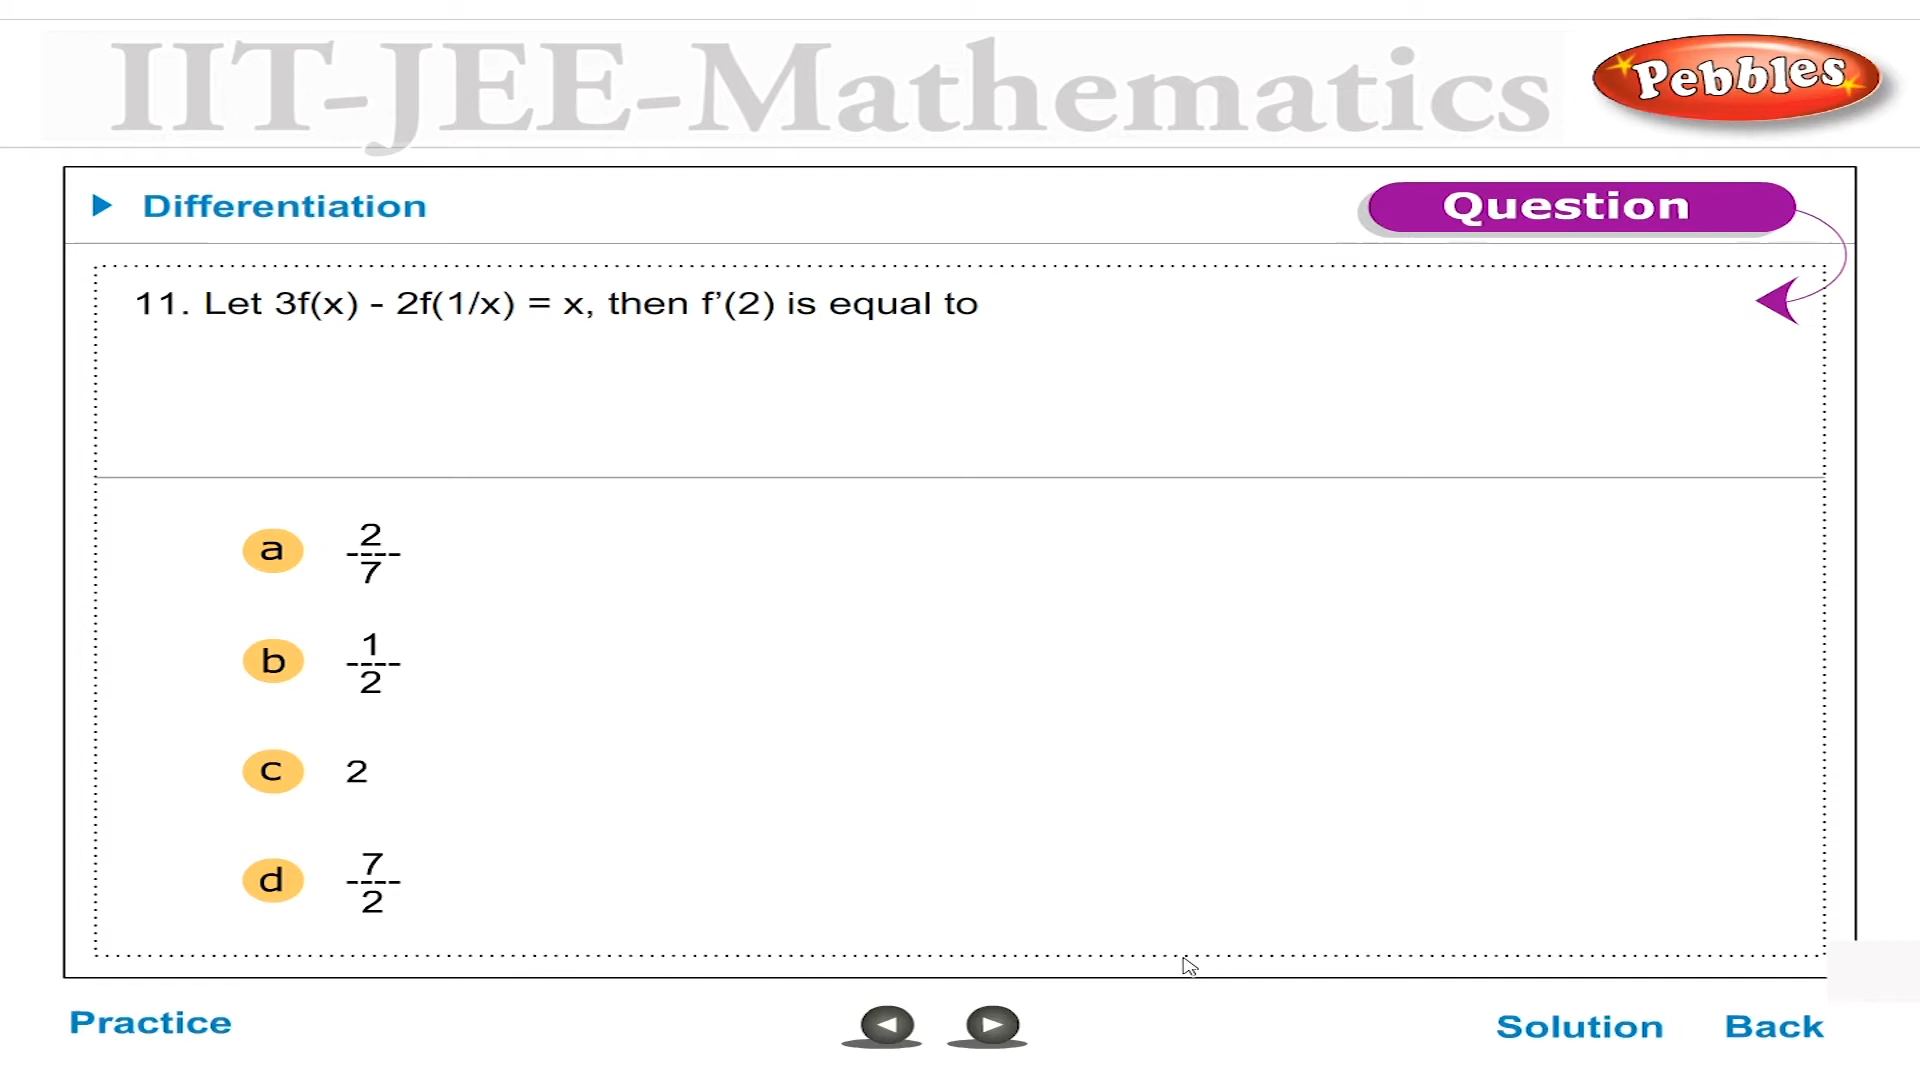 IIT-JEE-Mathematics
Pebbles
Differentiation
Question
11. Let 3f(x) - 2f(1/x) = x, then f’(2) is equal to
a
2
----
7
b
1
----
2
c 2
d
7
----
2
Practice
Solution
Back